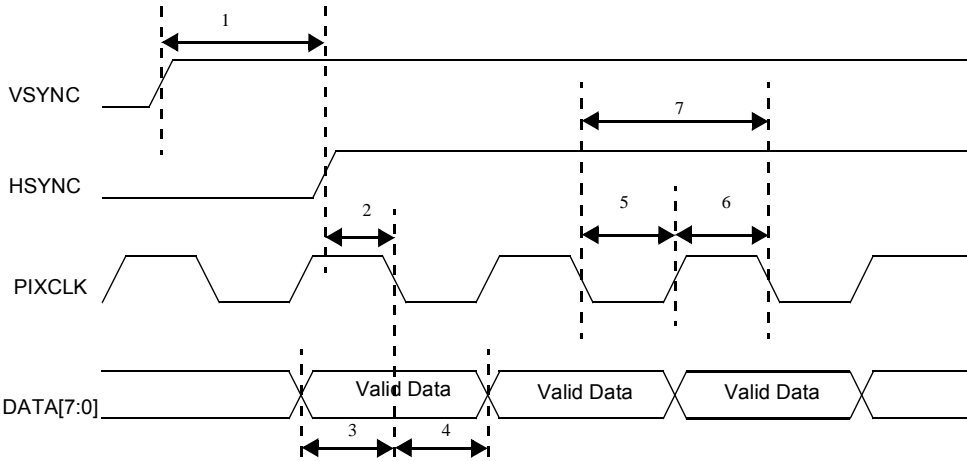 1
VSYNC
7
HSYNC
2
5
6
PIXCLK
Valid Data
Valid Data
Valid Data
DATA[7:0]
3
4